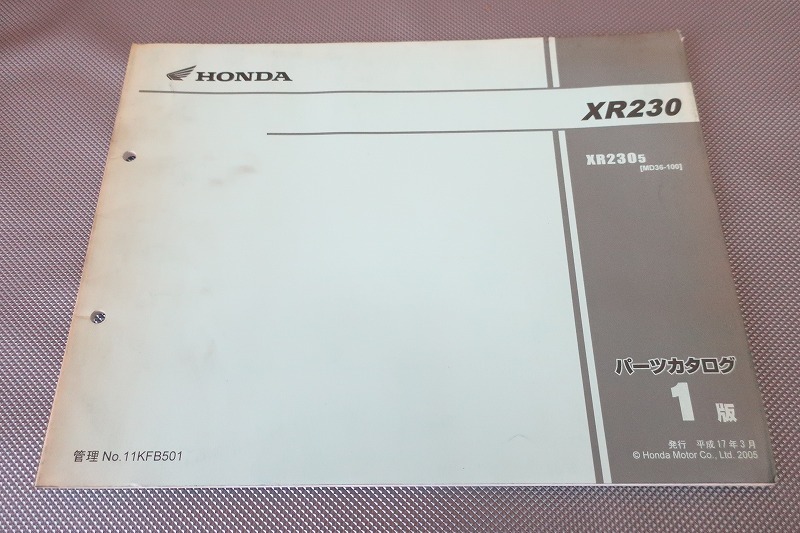 HONDA
XR230
XR2305
[MD36-100]
パーツカタログ
1版
発行 平成17年3月
© Honda Motor Co., Ltd. 2005
管理 No.11KFB501